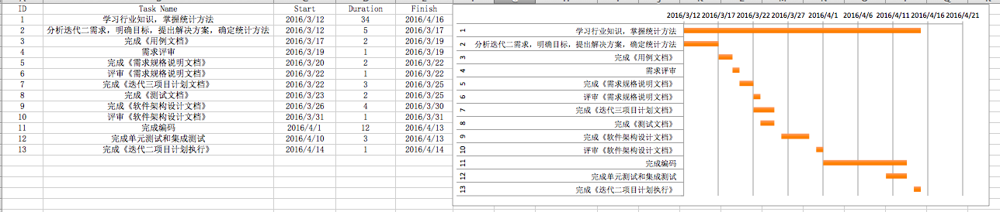 ID Task Name Start Duration Finish
1 学习行业知识，掌握统计方法 2016/3/12 34 2016/4/16
2 分析迭代二需求，明确目标，提出解决方案，确定统计方法 2016/3/12 5 2016/3/17
3 完成《用例文档》 2016/3/17 2 2016/3/19
4 需求评审 2016/3/19 1 2016/3/19
5 完成《需求规格说明文档》 2016/3/20 2 2016/3/22
6 评审《需求规格说明文档》 2016/3/22 1 2016/3/22
7 完成《迭代三项目计划文档》 2016/3/22 3 2016/3/25
8 完成《测试文档》 2016/3/23 2 2016/3/25
9 完成《软件架构设计文档》 2016/3/26 4 2016/3/30
10 评审《软件架构设计文档》 2016/3/31 1 2016/3/31
11 完成编码 2016/4/1 12 2016/4/13
12 完成单元测试和集成测试 2016/4/10 3 2016/4/13
13 完成《迭代二项目计划执行》 2016/4/14 1 2016/4/14
2016/3/12 2016/3/17 2016/3/22 2016/3/27 2016/4/1 2016/4/6 2016/4/11 2016/4/16 2016/4/21
1 学习行业知识，掌握统计方法
2 分析迭代二需求，明确目标，提出解决方案，确定统计方法
3 完成《用例文档》
4 需求评审
5 完成《需求规格说明文档》
6 评审《需求规格说明文档》
7 完成《迭代三项目计划文档》
8 完成《测试文档》
9 完成《软件架构设计文档》
10 评审《软件架构设计文档》
11 完成编码
12 完成单元测试和集成测试
13 完成《迭代二项目计划执行》